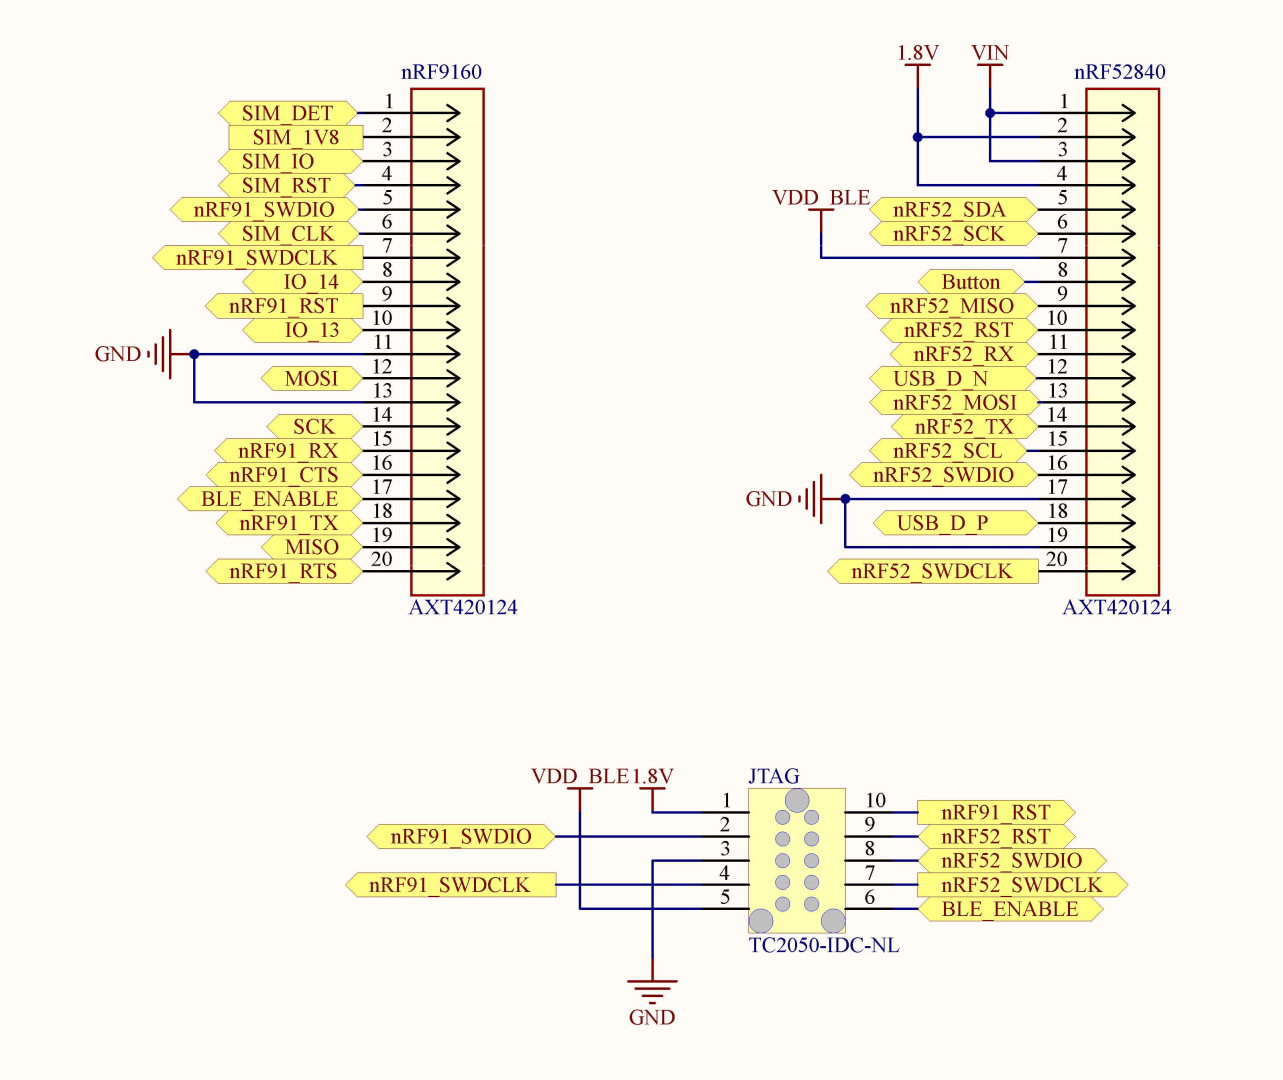 1.8V VIN
nRF9160
nRF52840
SIM_DET 1
SIM_1V8 2
SIM_IO 3
SIM_RST 4
nRF91_SWDIO 5
SIM_CLK 6
nRF91_SWDCLK 7
IO_14 8
nRF91_RST 9
IO_13 10
GND 11
MOSI 12
13
SCK 14
nRF91_RX 15
nRF91_CTS 16
BLE_ENABLE 17
nRF91_TX 18
MISO 19
nRF91_RTS 20
AXT420124
1
2
3
4
VDD_BLE
nRF52_SDA 5
nRF52_SCK 6
7
Button 8
nRF52_MISO 9
nRF52_RST 10
nRF52_RX 11
USB_D_N 12
nRF52_MOSI 13
nRF52_TX 14
nRF52_SCL 15
nRF52_SWDIO 16
GND 17
USB_D_P 18
19
nRF52_SWDCLK 20
AXT420124
VDD_BLE 1.8V JTAG
1 10 nRF91_RST
nRF91_SWDIO 2 9 nRF52_RST
3 8 nRF52_SWDIO
nRF91_SWDCLK 4 7 nRF52_SWDCLK
5 6 BLE_ENABLE
TC2050-IDC-NL
GND